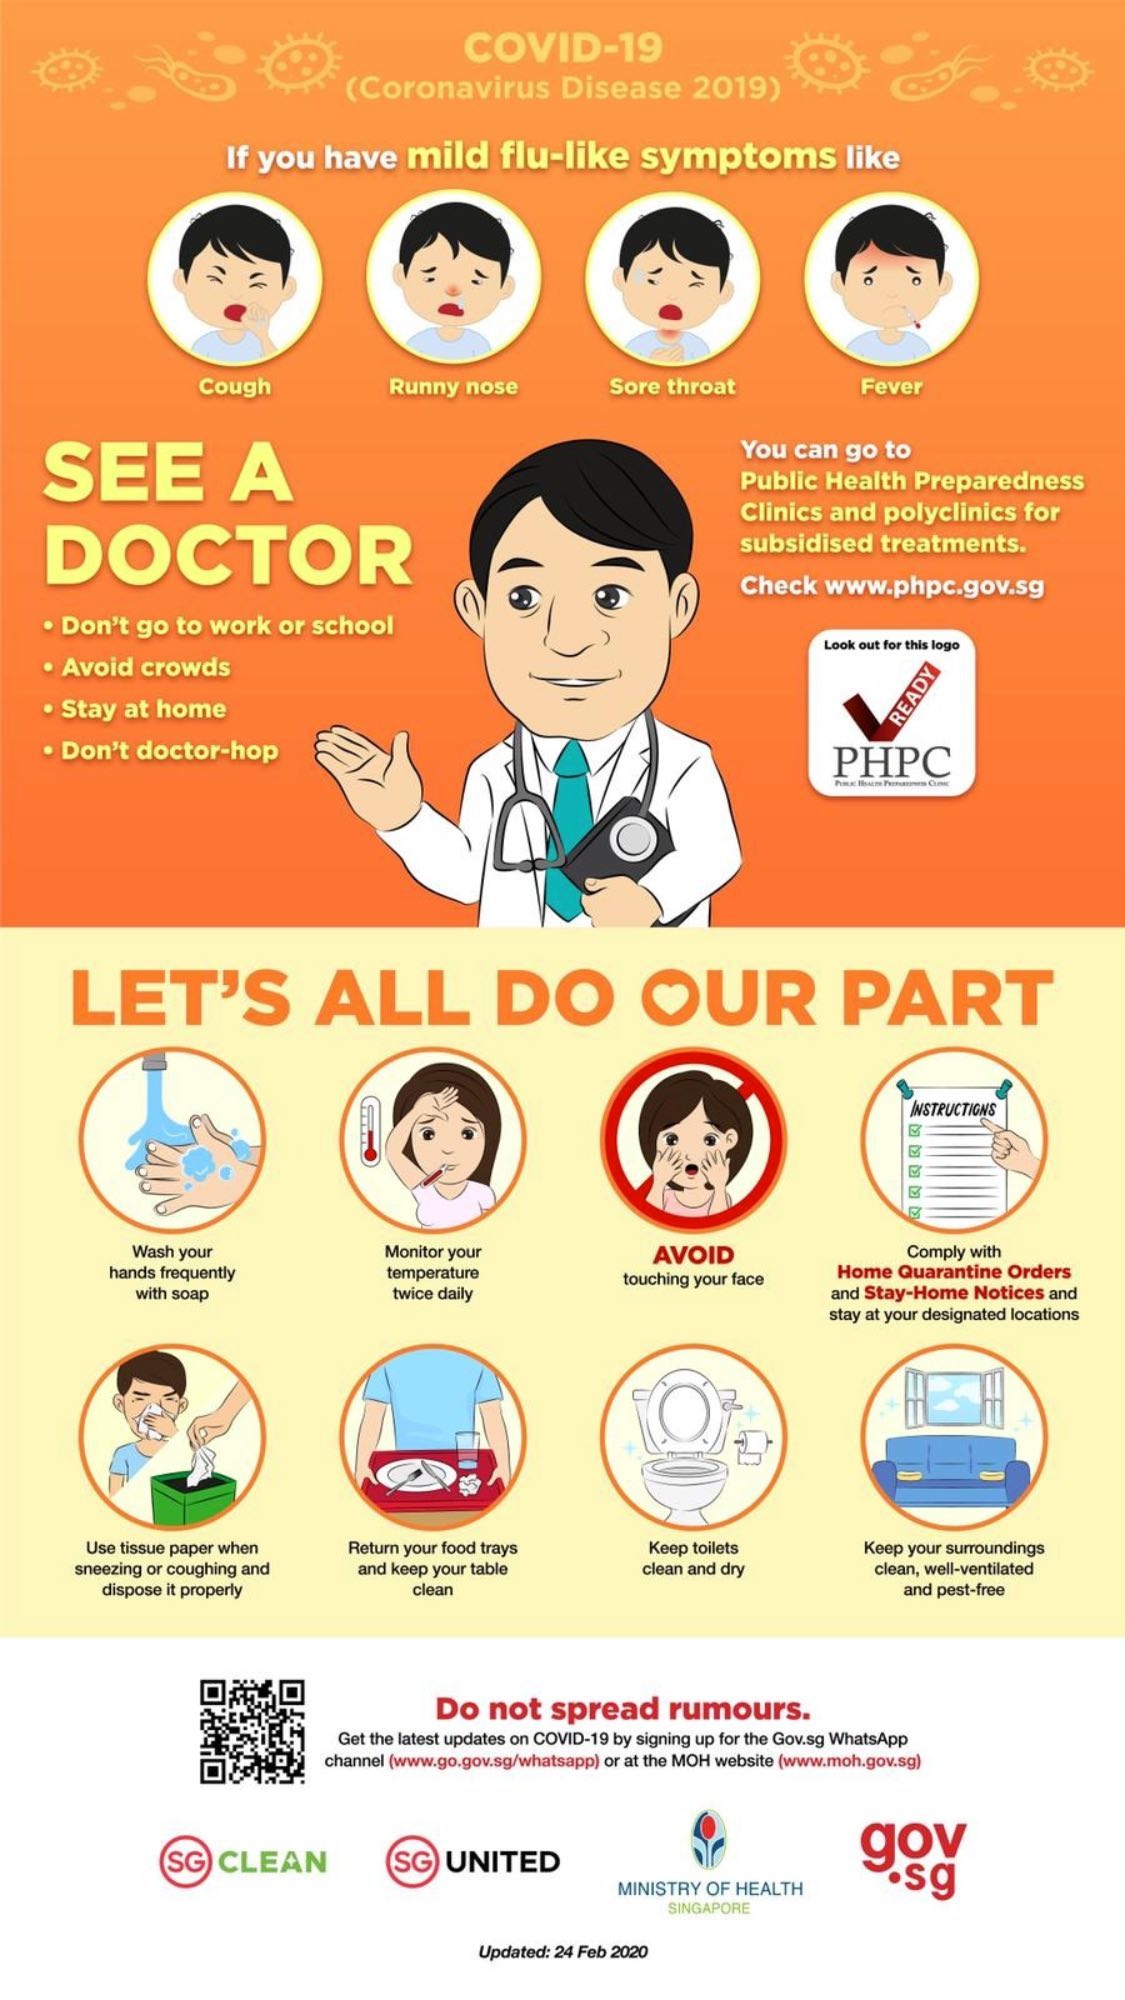 COVID-19
(Coronavirus Disease 2019)
If you have mild flu-like symptoms like
Cough
Runny nose
Sore throat
Fever
SEE A
DOCTOR
• Don't go to work or school
• Avoid crowds
• Stay at home
• Don't doctor-hop
You can go to
Public Health Preparedness
Clinics and polyclinics for
subsidised treatments.
Check www.phpc.gov.sg
Look out for this logo
READY
PHPC
Public Health Preparedness Clinic
LET'S ALL DO OUR PART
Wash your
hands frequently
with soap
Monitor your
temperature
twice daily
AVOID
touching your face
INSTRUCTIONS
Comply with
Home Quarantine Orders
and Stay-Home Notices and
stay at your designated locations
Use tissue paper when
sneezing or coughing and
dispose it properly
Return your food trays
and keep your table
clean
Keep toilets
clean and dry
Keep your surroundings
clean, well-ventilated
and pest-free
Do not spread rumours.
Get the latest updates on COVID-19 by signing up for the Gov.sg WhatsApp
channel (www.go.gov.sg/whatsapp) or at the MOH website (www.moh.gov.sg)
SG CLEAN
SG UNITED
MINISTRY OF HEALTH
SINGAPORE
gov
.sg
Updated: 24 Feb 2020